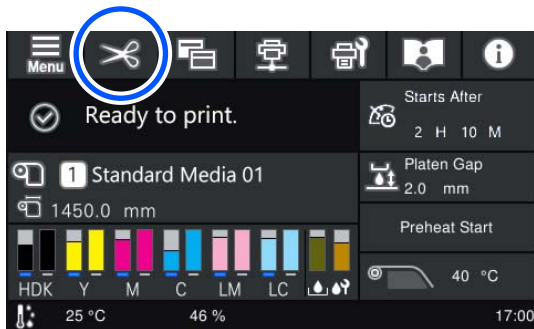 Menu
i
Ready to print.
Starts After
2 H 10 M
1 Standard Media 01
1450.0 mm
Platen Gap
2.0 mm
Preheat Start
40 °C
HDK Y M C LM LC
25 °C 46 % 17:00